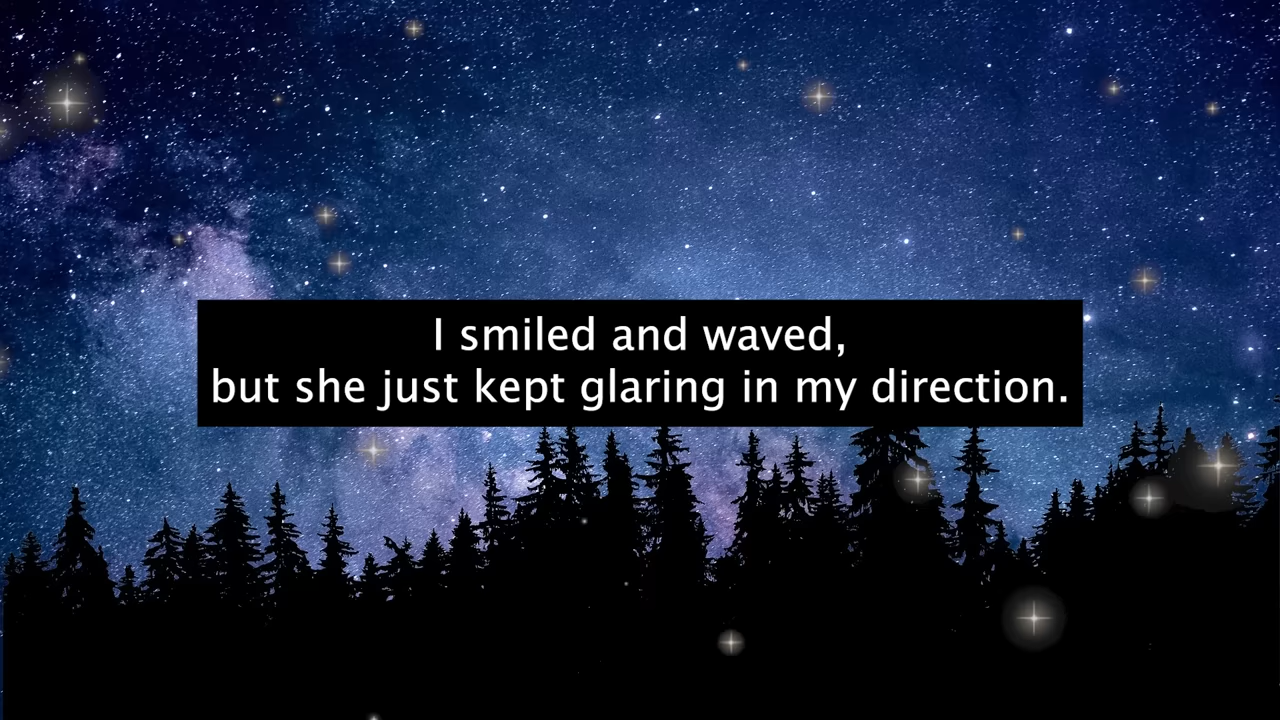 I smiled and waved,
but she just kept glaring in my direction.